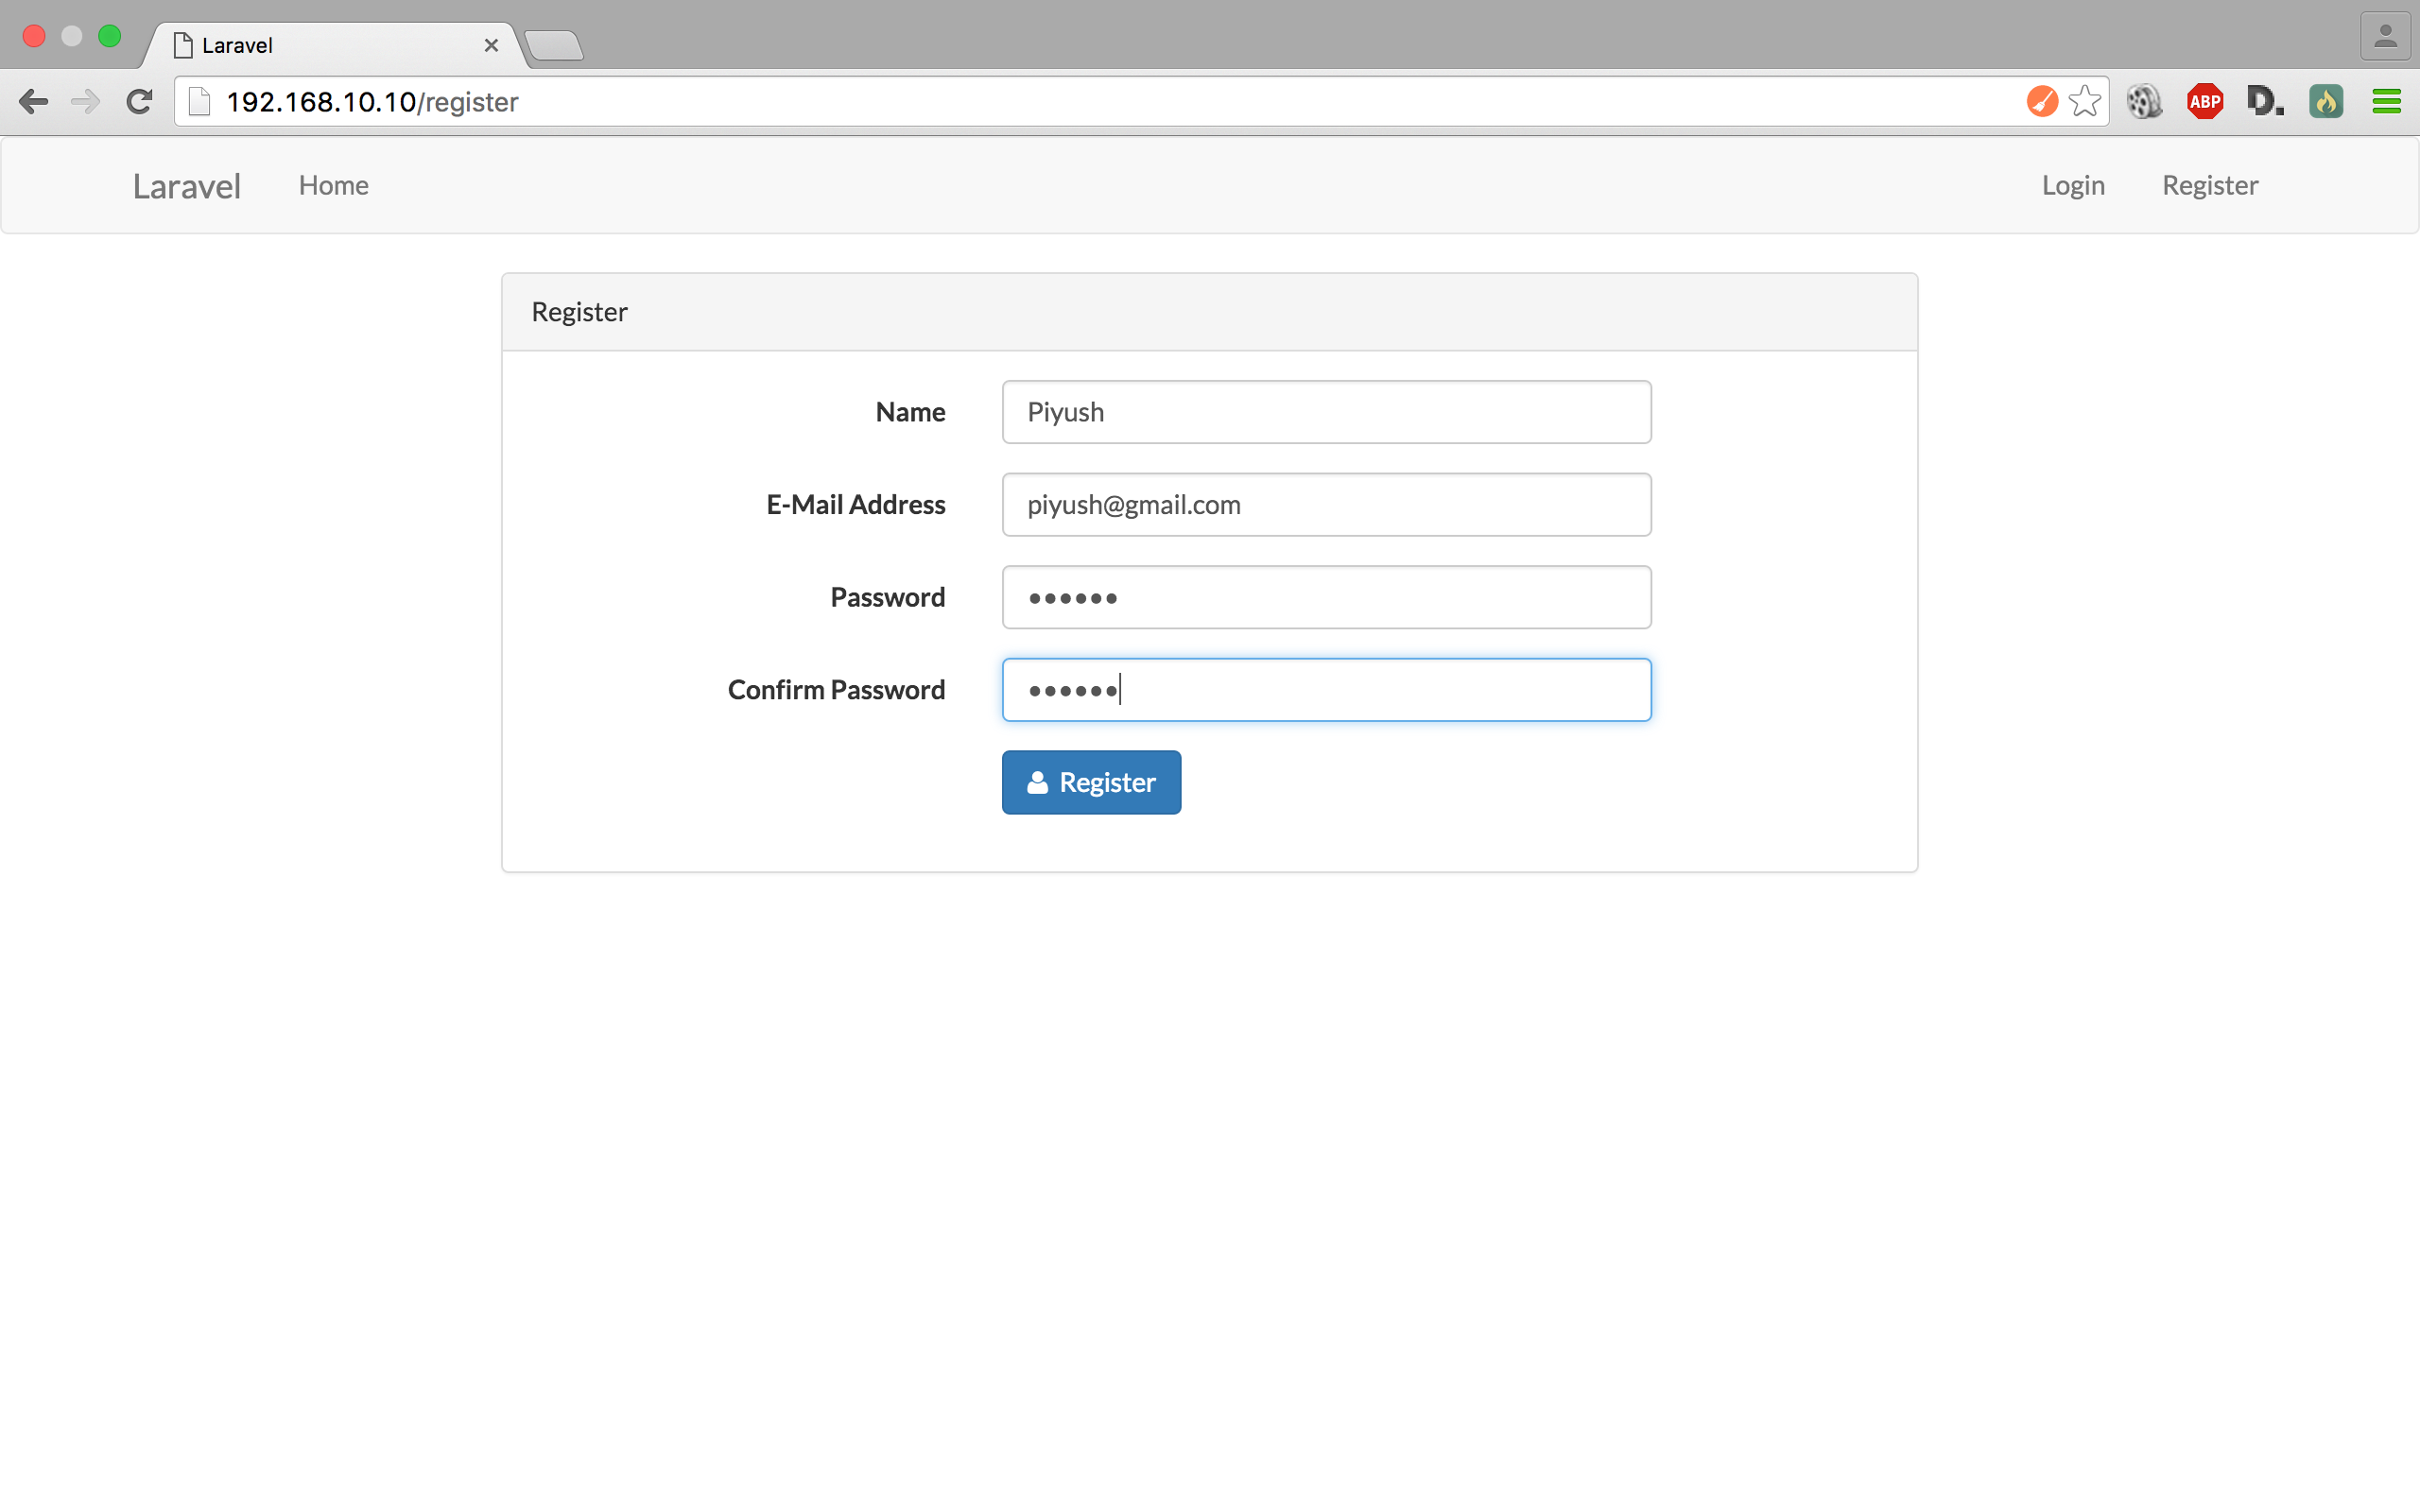 Laravel
192.168.10.10/register
ABP
D.
Laravel Home Login Register
Register
Name Piyush
E-Mail Address piyush@gmail.com
Password ••••••
Confirm Password ••••••
Register